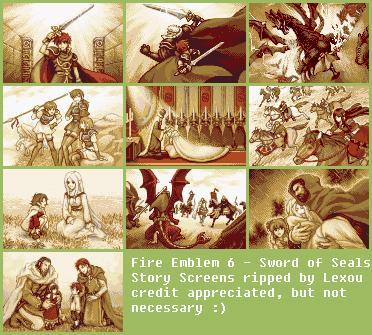 Fire Emblem 6 - Sword of Seals
Story Screens ripped by Lexou
credit appreciated, but not
necessary :)